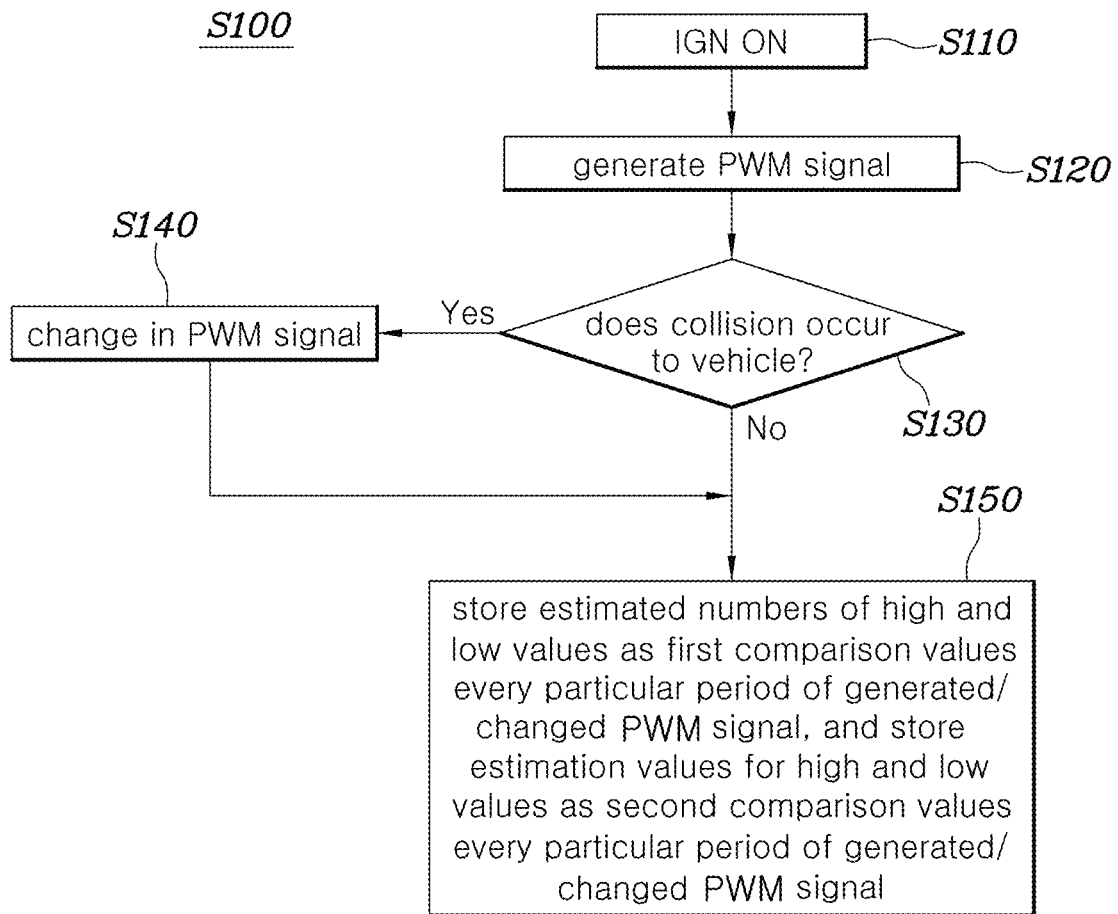 S100
IGN ON
S110
generate PWM signal
S120
S140
change in PWM signal
Yes
does collision occur
to vehicle?
S130
No
S150
store estimated numbers of high and
low values as first comparison values
every particular period of generated/
changed PWM signal, and store
estimation values for high and low
values as second comparison values
every particular period of generated/
changed PWM signal